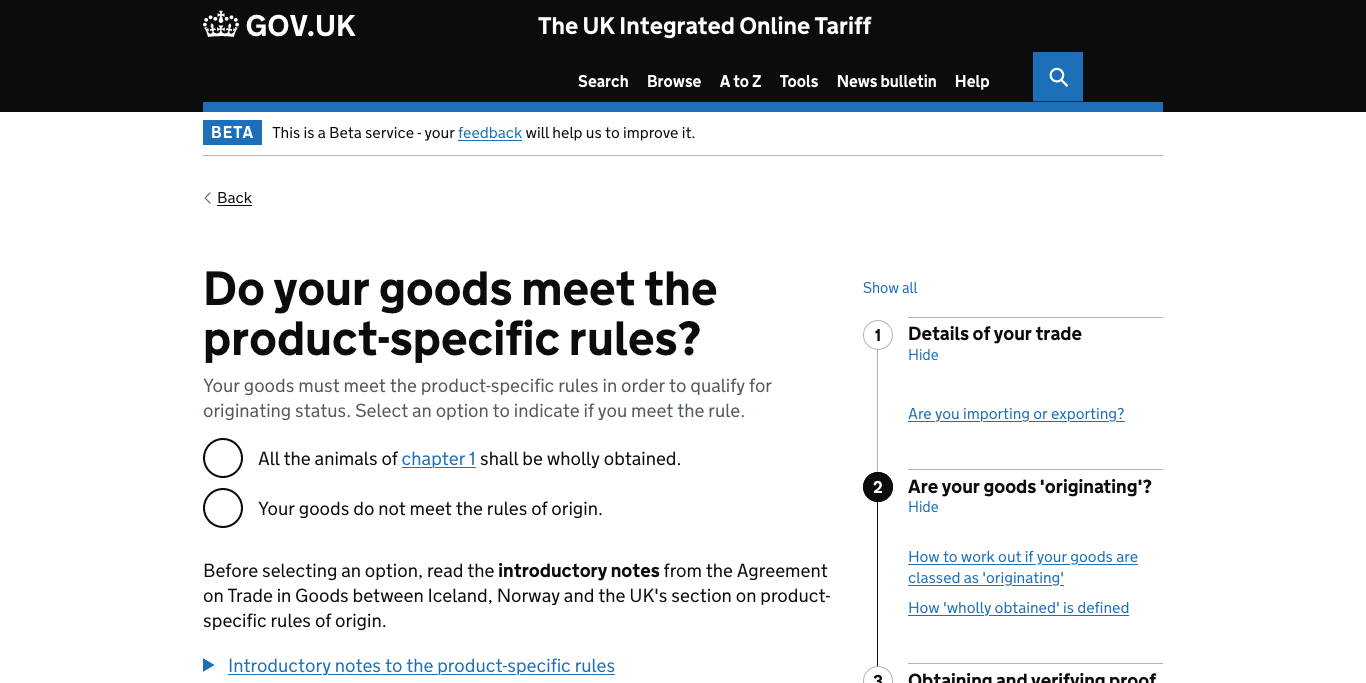 GOV.UK
The UK Integrated Online Tariff
Search Browse A to Z Tools News bulletin Help
BETA This is a Beta service - your feedback will help us to improve it.
Back
Do your goods meet the
product-specific rules?
Your goods must meet the product-specific rules in order to qualify for
originating status. Select an option to indicate if you meet the rule.
All the animals of chapter 1 shall be wholly obtained.
Your goods do not meet the rules of origin.
Before selecting an option, read the introductory notes from the Agreement
on Trade in Goods between Iceland, Norway and the UK's section on product-
specific rules of origin.
Introductory notes to the product-specific rules
Show all
1 Details of your trade
Hide
Are you importing or exporting?
2 Are your goods 'originating'?
Hide
How to work out if your goods are
classed as 'originating'
How 'wholly obtained' is defined
3 Obtaining and verifying proof